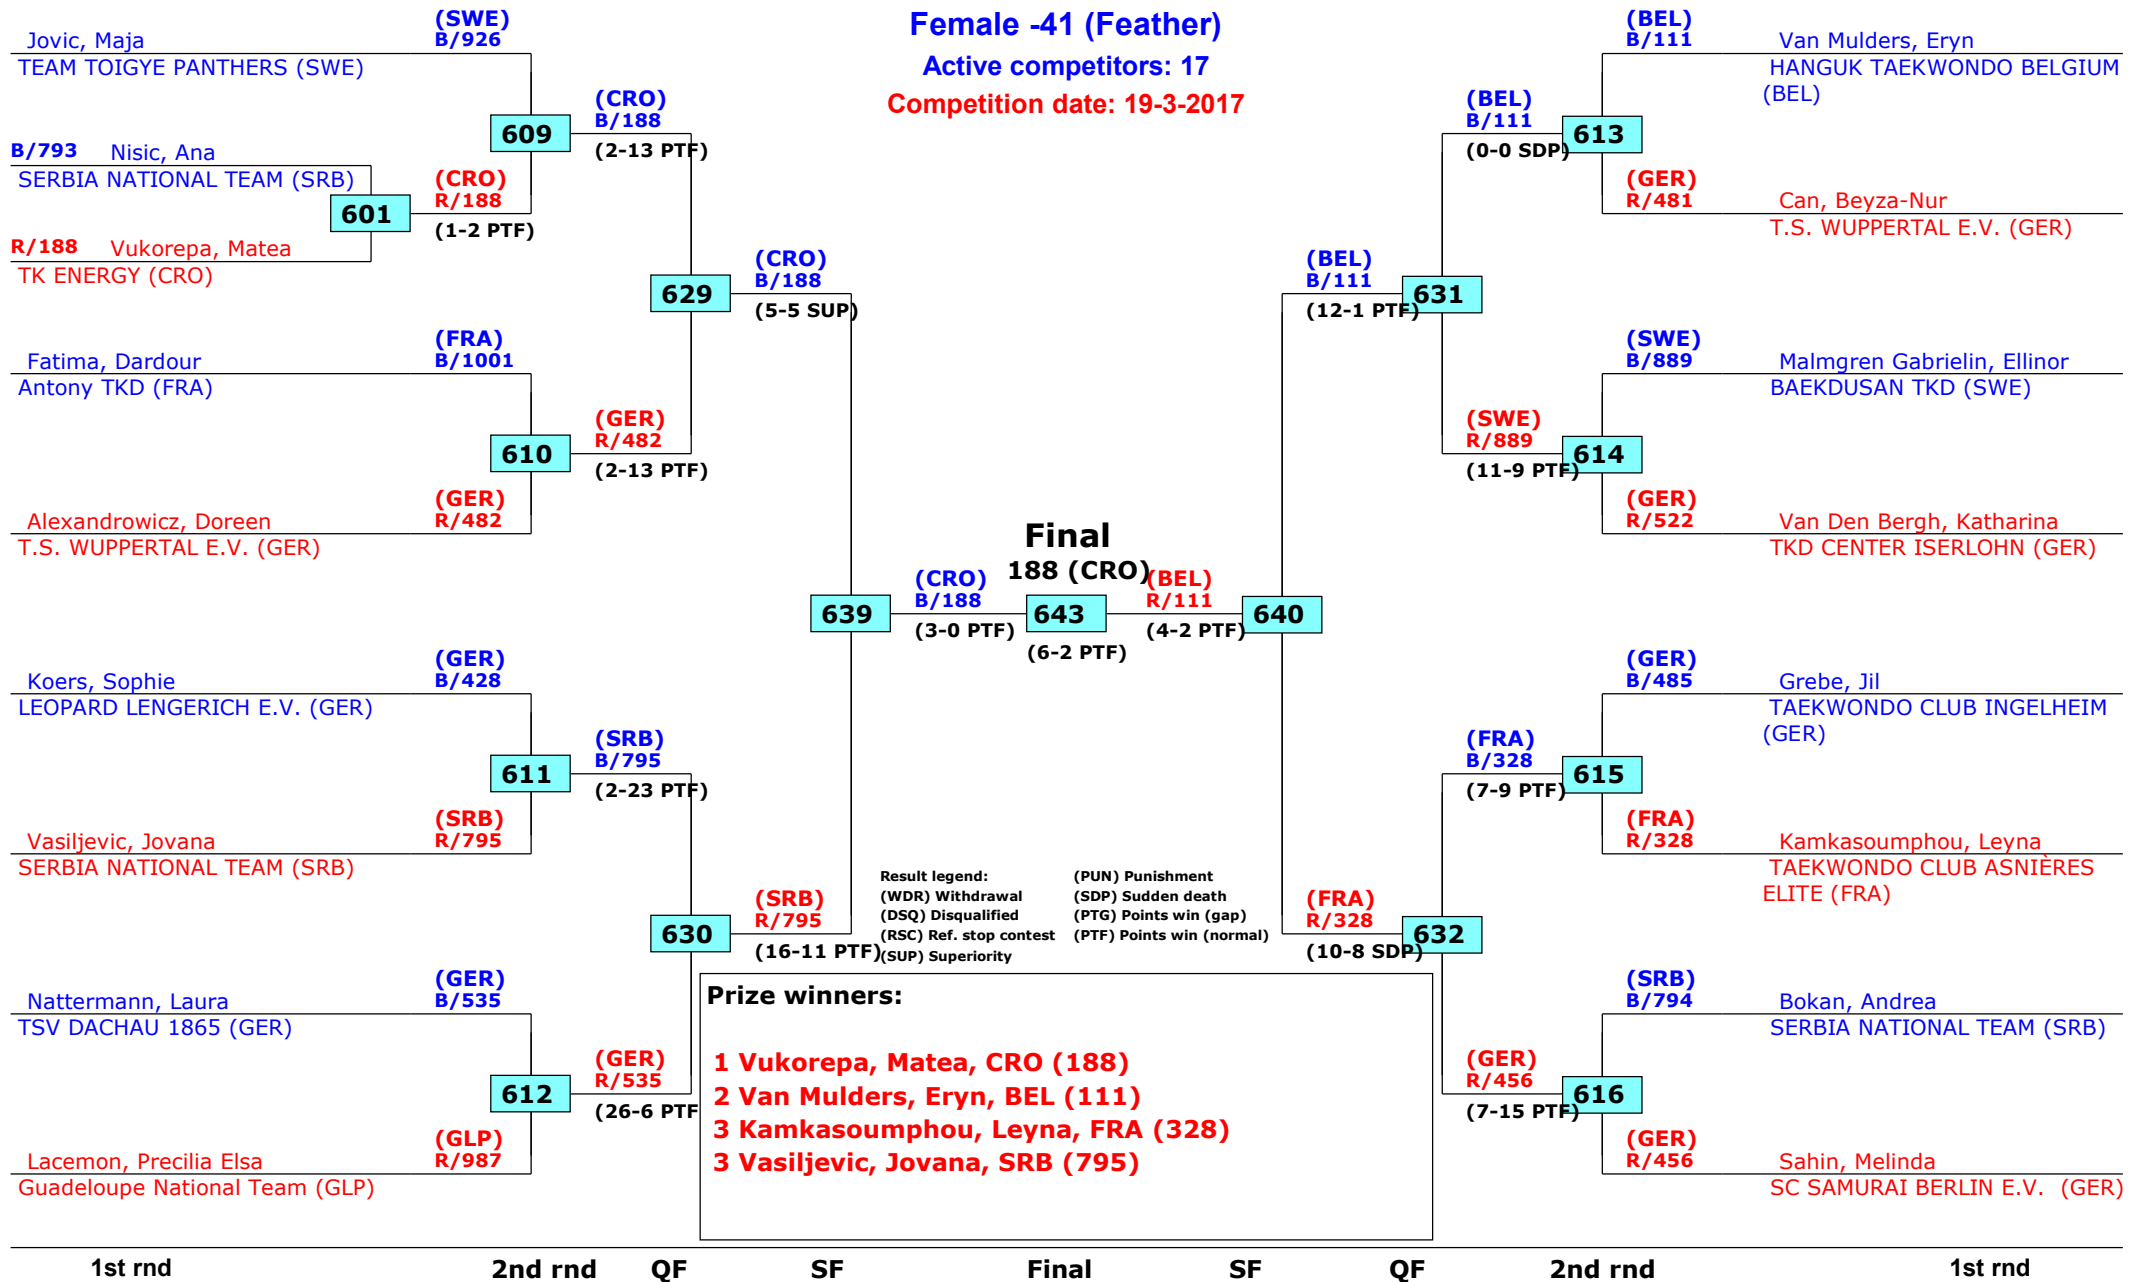 Female -41 (Feather)
Active competitors: 17
Competition date: 19-3-2017
(SWE)
Jovic, Maja B/926
TEAM TOIGYE PANTHERS (SWE)
609
(CRO)
B/188
(2-13 PTF)
B/793 Nisic, Ana
SERBIA NATIONAL TEAM (SRB)
601
(CRO)
R/188
(1-2 PTF)
R/188 Vukorepa, Matea
TK ENERGY (CRO)
629
(CRO)
B/188
(5-5 SUP)
(FRA)
Fatima, Dardour B/1001
Antony TKD (FRA)
610
(GER)
R/482
(2-13 PTF)
(GER)
Alexandrowicz, Doreen R/482
T.S. WUPPERTAL E.V. (GER)
639
(CRO)
B/188
(3-0 PTF)
(GER)
Koers, Sophie B/428
LEOPARD LENGERICH E.V. (GER)
611
(SRB)
B/795
(2-23 PTF)
(SRB)
Vasiljevic, Jovana R/795
SERBIA NATIONAL TEAM (SRB)
630
(SRB)
R/795
(16-11 PTF)
(GER)
Nattermann, Laura B/535
TSV DACHAU 1865 (GER)
612
(GER)
R/535
(26-6 PTF
(GLP)
Lacemon, Precilia Elsa R/987
Guadeloupe National Team (GLP)
Final
188 (CRO)
643
(6-2 PTF)
(BEL)
R/111
(4-2 PTF)
640
(BEL)
B/111 Van Mulders, Eryn
HANGUK TAEKWONDO BELGIUM
(BEL)
(BEL)
B/111
(0-0 SDP)
613
(GER)
R/481 Can, Beyza-Nur
T.S. WUPPERTAL E.V. (GER)
(BEL)
B/111
(12-1 PTF)
631
(SWE)
B/889 Malmgren Gabrielin, Ellinor
BAEKDUSAN TKD (SWE)
(SWE)
R/889
(11-9 PTF)
614
(GER)
R/522 Van Den Bergh, Katharina
TKD CENTER ISERLOHN (GER)
(GER)
B/485 Grebe, Jil
TAEKWONDO CLUB INGELHEIM
(GER)
(FRA)
B/328
(7-9 PTF)
615
(FRA)
R/328 Kamkasoumphou, Leyna
TAEKWONDO CLUB ASNIÈRES
ELITE (FRA)
(FRA)
R/328
(10-8 SDP)
632
(SRB)
B/794 Bokan, Andrea
SERBIA NATIONAL TEAM (SRB)
(GER)
R/456
(7-15 PTF)
616
(GER)
R/456 Sahin, Melinda
SC SAMURAI BERLIN E.V. (GER)
Result legend: (PUN) Punishment
(WDR) Withdrawal (SDP) Sudden death
(DSQ) Disqualified (PTG) Points win (gap)
(RSC) Ref. stop contest (PTF) Points win (normal)
(SUP) Superiority
Prize winners:
1 Vukorepa, Matea, CRO (188)
2 Van Mulders, Eryn, BEL (111)
3 Kamkasoumphou, Leyna, FRA (328)
3 Vasiljevic, Jovana, SRB (795)
1st rnd 2nd rnd QF SF Final SF QF 2nd rnd 1st rnd